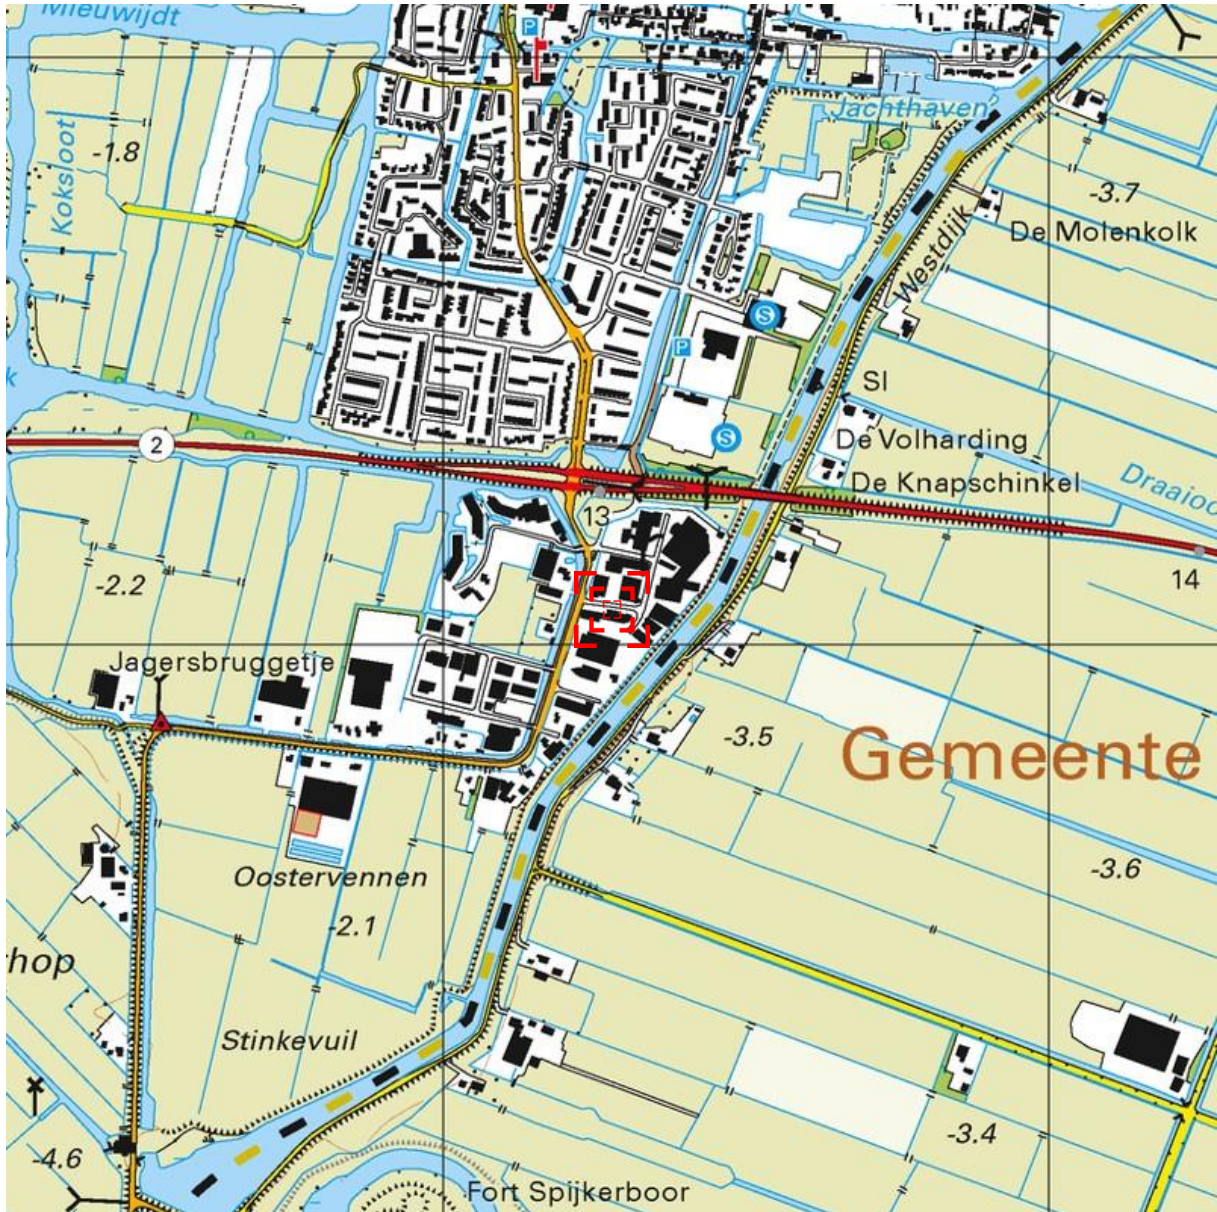 Mieuwijdt
P
Jachthaven
Koksloot
-1.8
-3.7
De Molenkolk
Westdijk
S
P
Sl
S
De Volharding
2
De Knapschinkel
13
14
-2.2
Jagersbruggetje
-3.5
Gemeente
Oostervennen
-3.6
-2.1
hop
Stinkevuil
-3.4
-4.6
Fort Spijkerboor